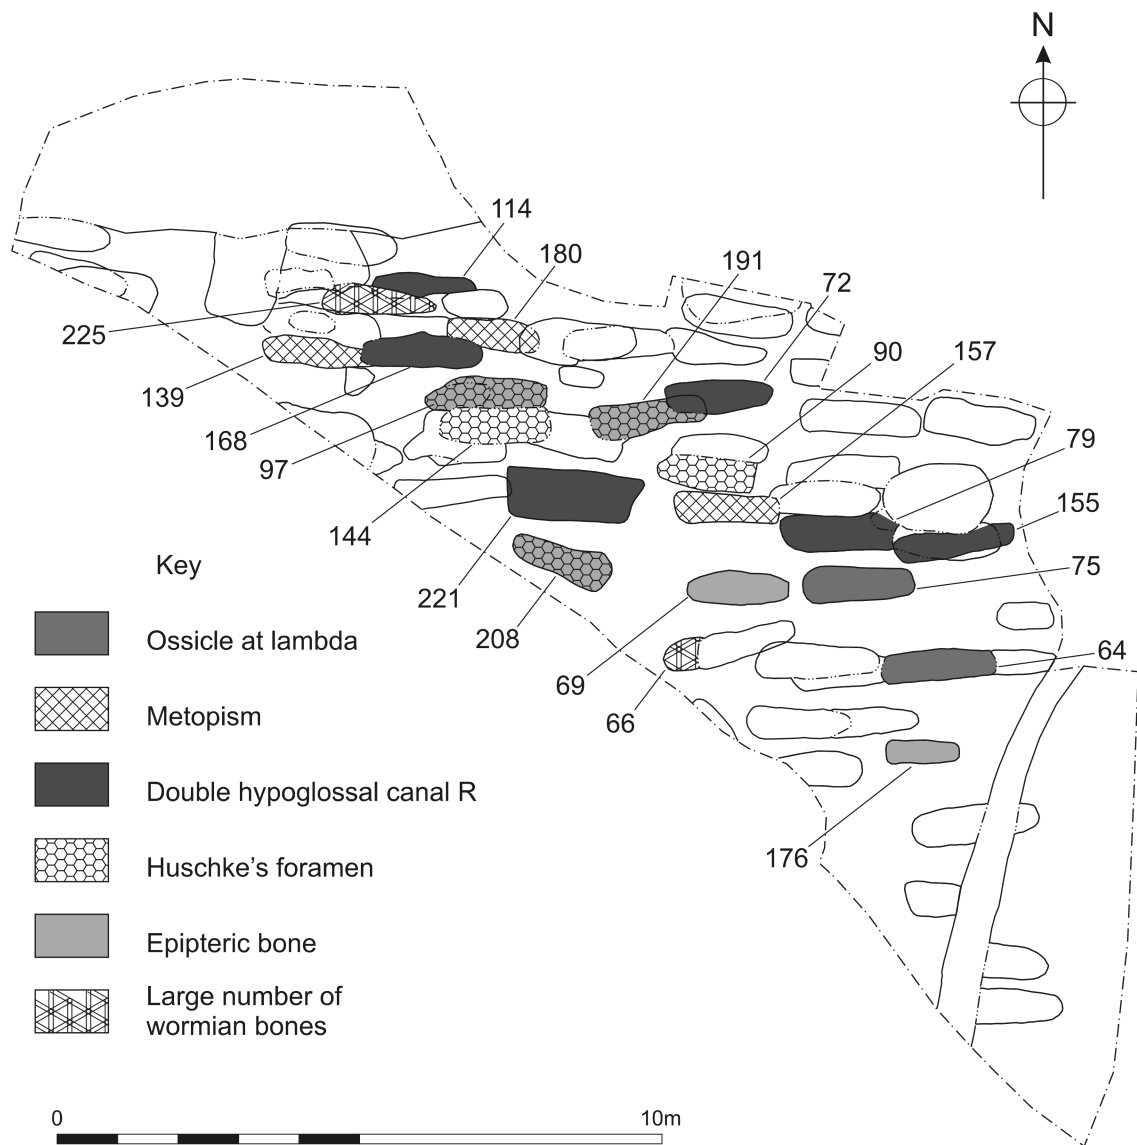 N
114
180
191
72
225
90
157
139
79
168
97
155
144
75
Key
221
208
64
Ossicle at lambda
69
66
Metopism
Double hypoglossal canal R
176
Huschke's foramen
Epipteric bone
Large number of
wormian bones
0
10m